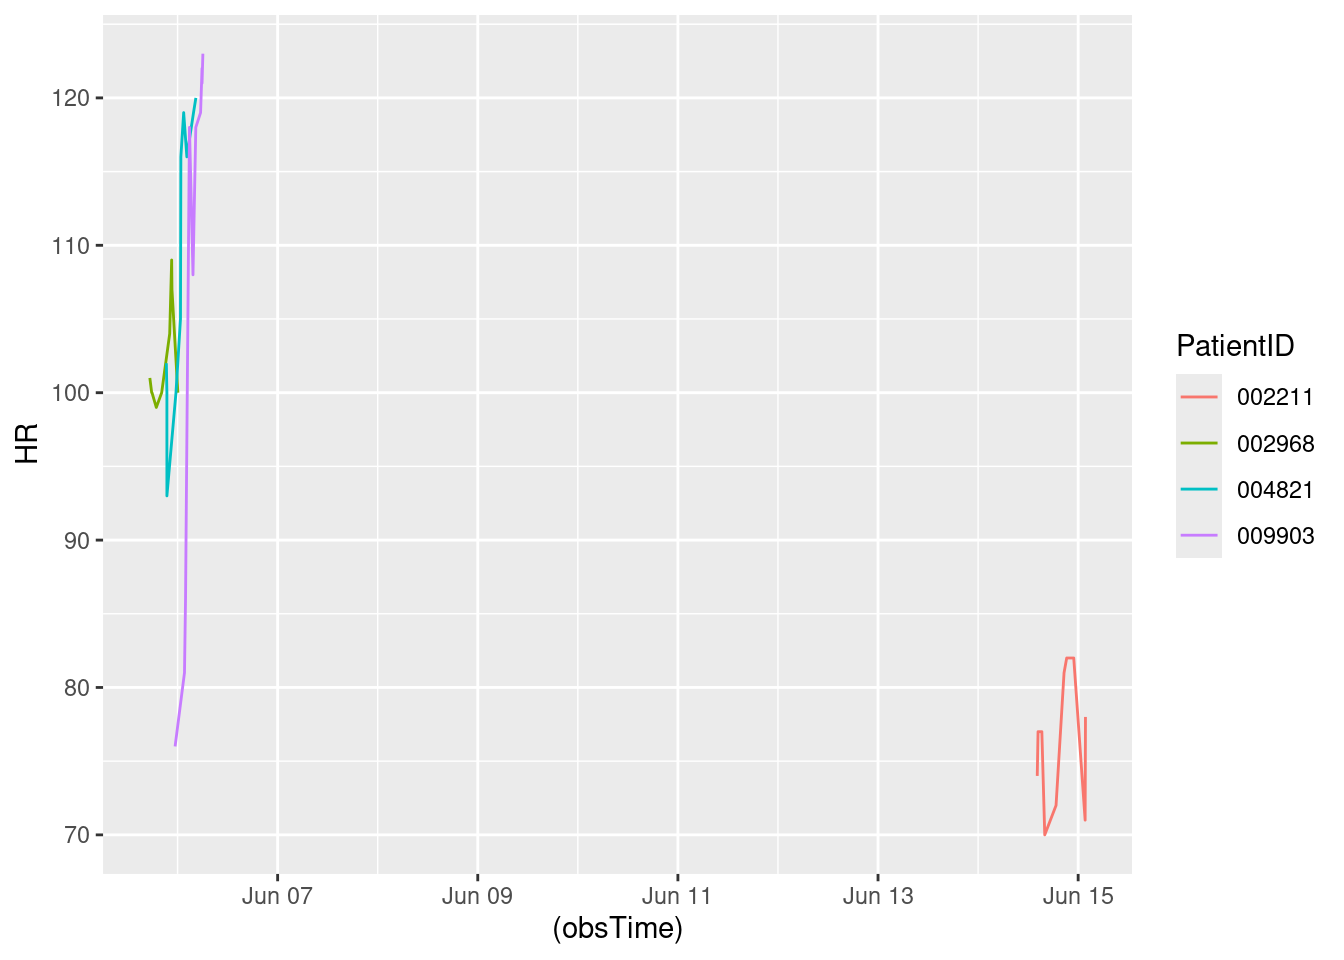 120
110
100
90
80
70
HR
Jun 07
Jun 09
Jun 11
Jun 13
Jun 15
(obsTime)
PatientID
002211
002968
004821
009903